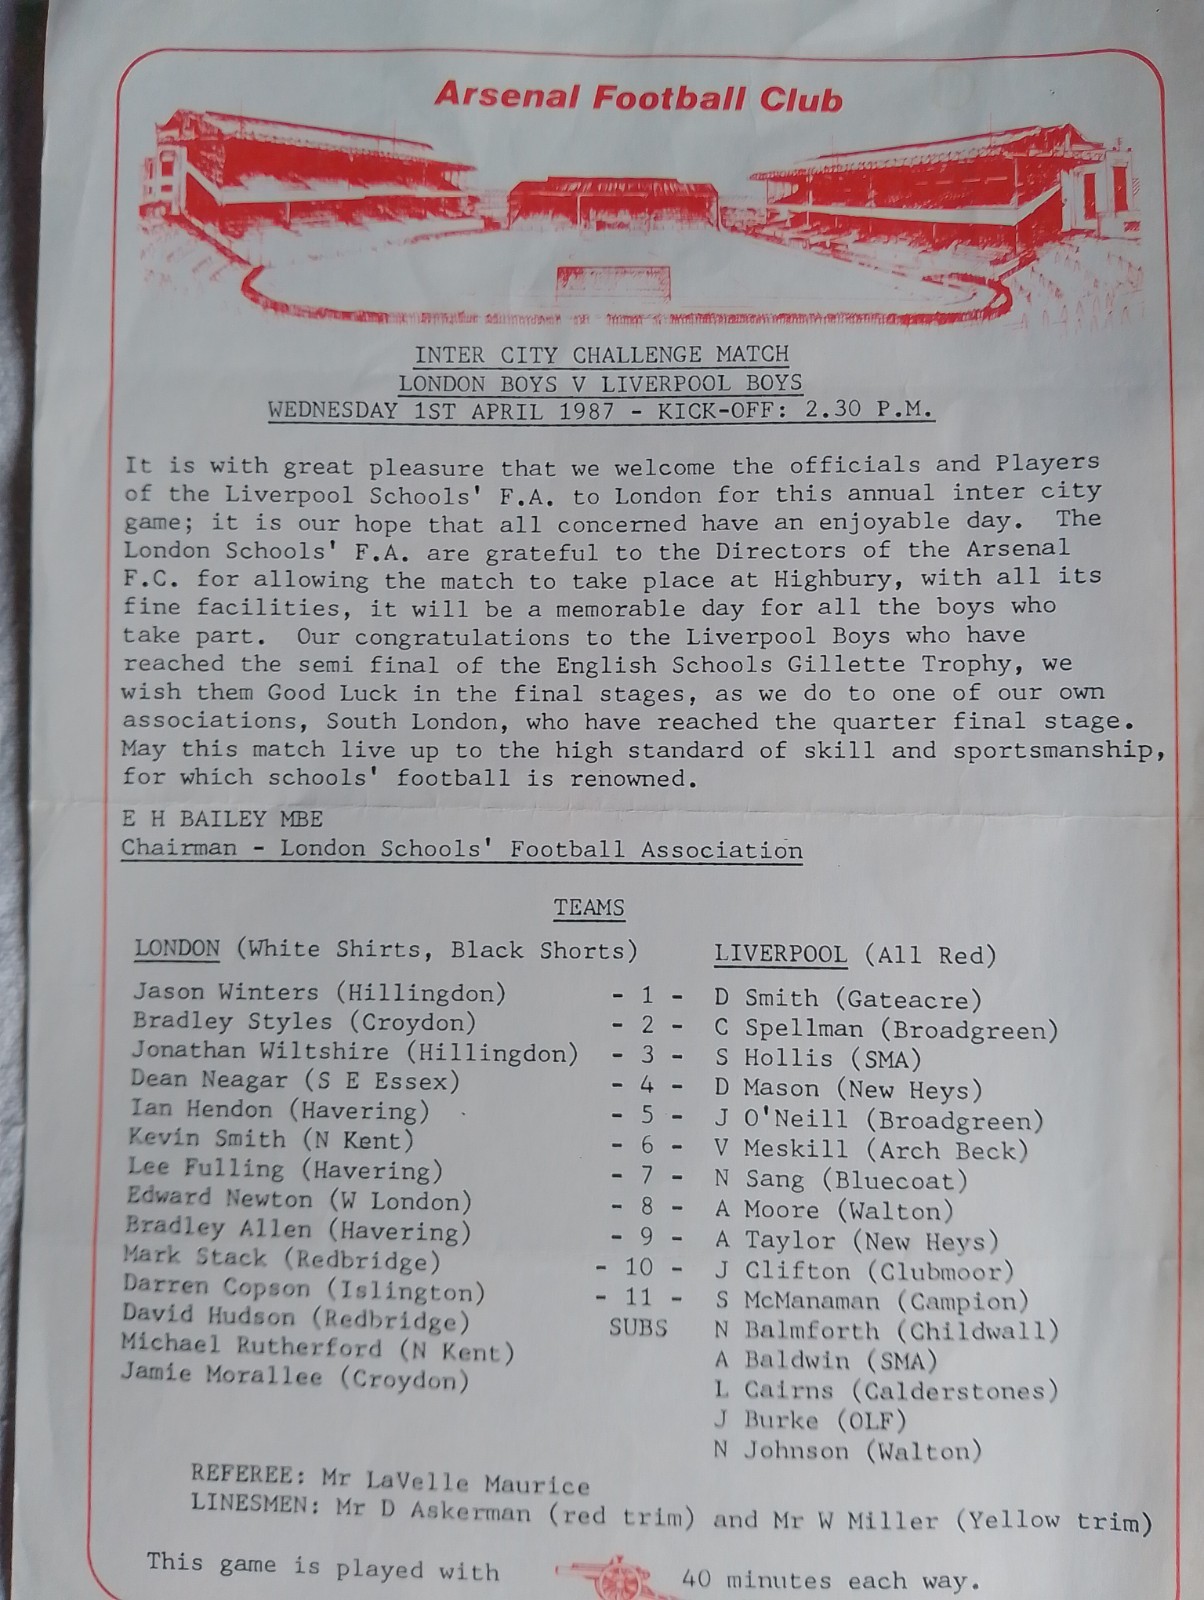 Arsenal Football Club
INTER CITY CHALLENGE MATCH
LONDON BOYS V LIVERPOOL BOYS
WEDNESDAY 1ST APRIL 1987 - KICK-OFF: 2.30 P.M.
It is with great pleasure that we welcome the officials and Players
of the Liverpool Schools' F.A. to London for this annual inter city
game; it is our hope that all concerned have an enjoyable day. The
London Schools' F.A. are grateful to the Directors of the Arsenal
F.C. for allowing the match to take place at Highbury, with all its
fine facilities, it will be a memorable day for all the boys who
take part. Our congratulations to the Liverpool Boys who have
reached the semi final of the English Schools Gillette Trophy, we
wish them Good Luck in the final stages, as we do to one of our own
associations, South London, who have reached the quarter final stage.
May this match live up to the high standard of skill and sportsmanship,
for which schools' football is renowned.
E H BAILEY MBE
Chairman - London Schools' Football Association
TEAMS
LONDON (White Shirts, Black Shorts) LIVERPOOL (All Red)
Jason Winters (Hillingdon) - 1 - D Smith (Gateacre)
Bradley Styles (Croydon) - 2 - C Spellman (Broadgreen)
Jonathan Wiltshire (Hillingdon) - 3 - S Hollis (SMA)
Dean Neagar (S E Essex) - 4 - D Mason (New Heys)
Ian Hendon (Havering) - 5 - J O'Neill (Broadgreen)
Kevin Smith (N Kent) - 6 - V Meskill (Arch Beck)
Lee Fulling (Havering) - 7 - N Sang (Bluecoat)
Edward Newton (W London) - 8 - A Moore (Walton)
Bradley Allen (Havering) - 9 - A Taylor (New Heys)
Mark Stack (Redbridge) - 10 - J Clifton (Clubmoor)
Darren Copson (Islington) - 11 - S McManaman (Campion)
David Hudson (Redbridge) SUBS N Balmforth (Childwall)
Michael Rutherford (N Kent) A Baldwin (SMA)
Jamie Morallee (Croydon) L Cairns (Calderstones)
J Burke (OLF)
N Johnson (Walton)
REFEREE: Mr LaVelle Maurice
LINESMEN: Mr D Askerman (red trim) and Mr W Miller (Yellow trim)
This game is played with 40 minutes each way.